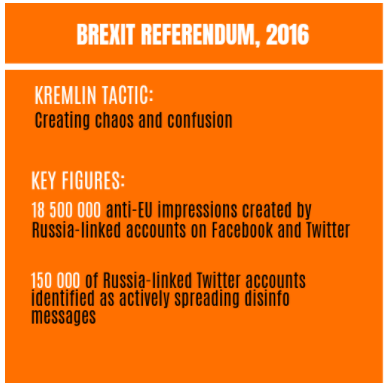 BREXIT REFERENDUM, 2016
KREMLIN TACTIC:
Creating chaos and confusion
KEY FIGURES:
18 500 000 anti-EU impressions created by
Russia-linked accounts on Facebook and Twitter
150 000 of Russia-linked Twitter accounts
identified as actively spreading disinfo
messages